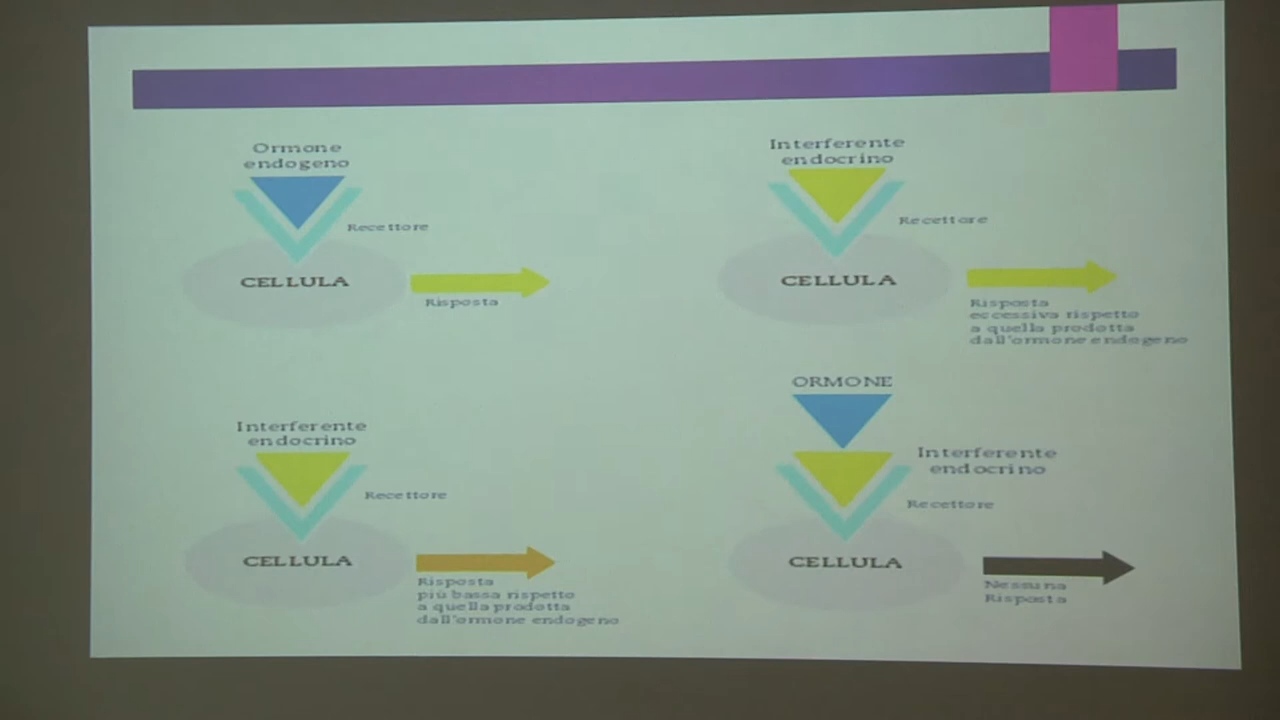 Ormone
endogeno
Recettore
CELLULA
Risposta
Interferente
endocrino
Recettore
CELLULA
Risposta
eccessiva rispetto
a quella prodotta
dall'ormone endogeno
Interferente
endocrino
Recettore
CELLULA
Risposta
più bassa rispetto
a quella prodotta
dall'ormone endogeno
ORMONE
Interferente
endocrino
Recettore
CELLULA
Nessuna
Risposta